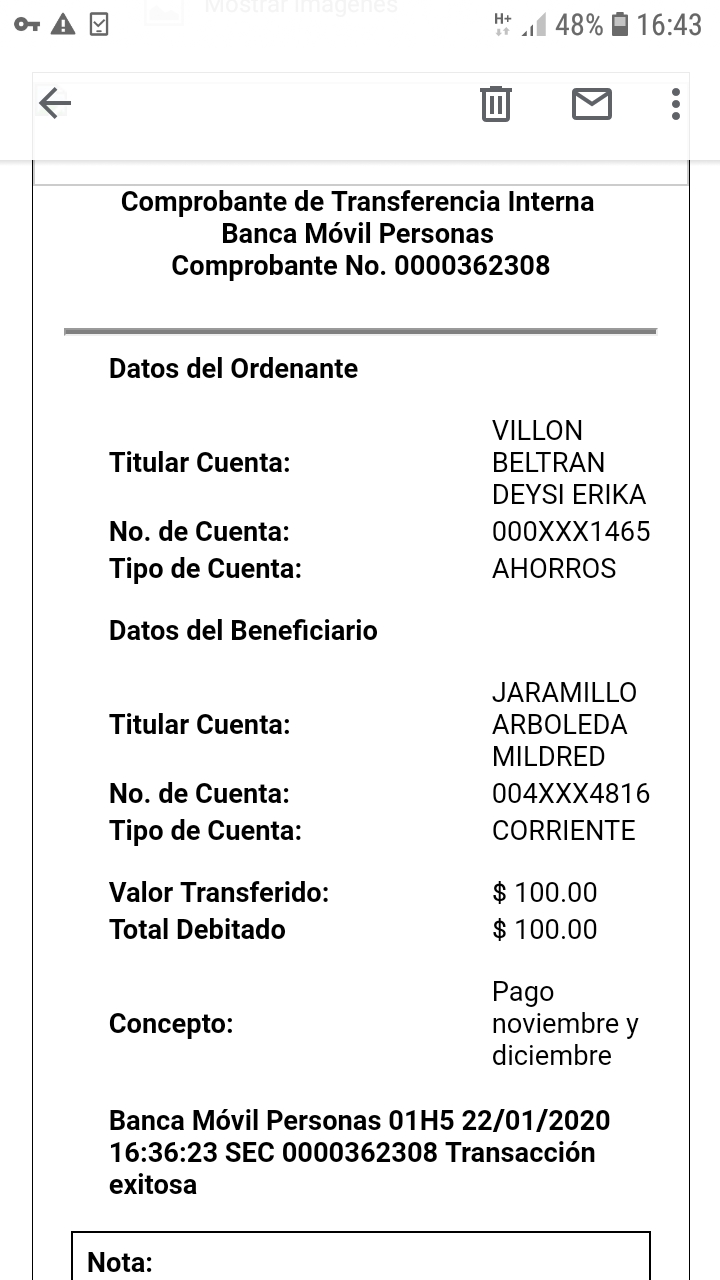 Mostrar imágenes
H+ 48% 16:43
Comprobante de Transferencia Interna
Banca Móvil Personas
Comprobante No. 0000362308
Datos del Ordenante
Titular Cuenta: VILLON
BELTRAN
DEYSI ERIKA
No. de Cuenta: 000XXX1465
Tipo de Cuenta: AHORROS
Datos del Beneficiario
Titular Cuenta: JARAMILLO
ARBOLEDA
MILDRED
No. de Cuenta: 004XXX4816
Tipo de Cuenta: CORRIENTE
Valor Transferido: $ 100.00
Total Debitado $ 100.00
Concepto: Pago
noviembre y
diciembre
Banca Móvil Personas 01H5 22/01/2020
16:36:23 SEC 0000362308 Transacción
exitosa
Nota: